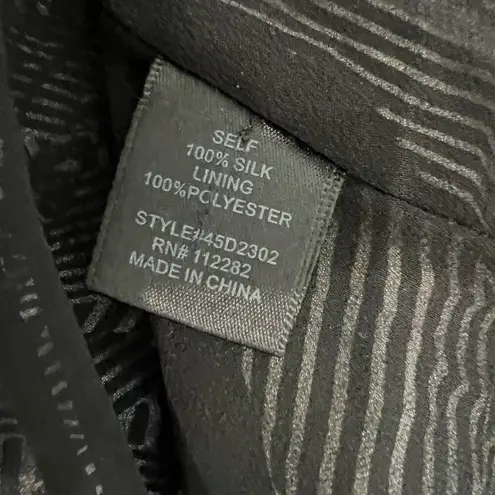 SELF
100% SILK
LINING
100%POLYESTER
STYLE#45D2302
RN# 112282
MADE IN CHINA